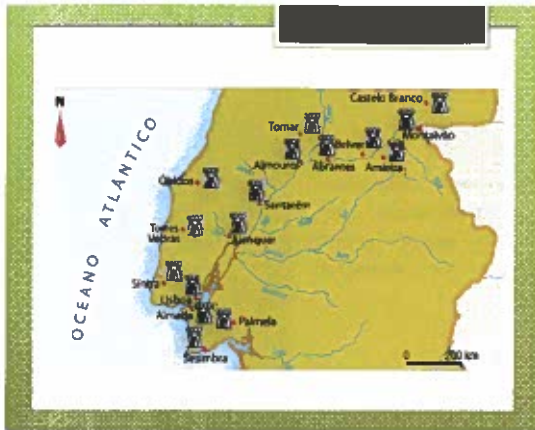 N
OCEANO ATLÂNTICO
Castelo Branco
Tomar
Belver
Montalvão
Almourol
Abrantes
Amieira
Óbidos
Santarém
Torres
Vedras
Alenquer
Sintra
Lisboa
Almada
Palmela
Sesimbra
0 200 km